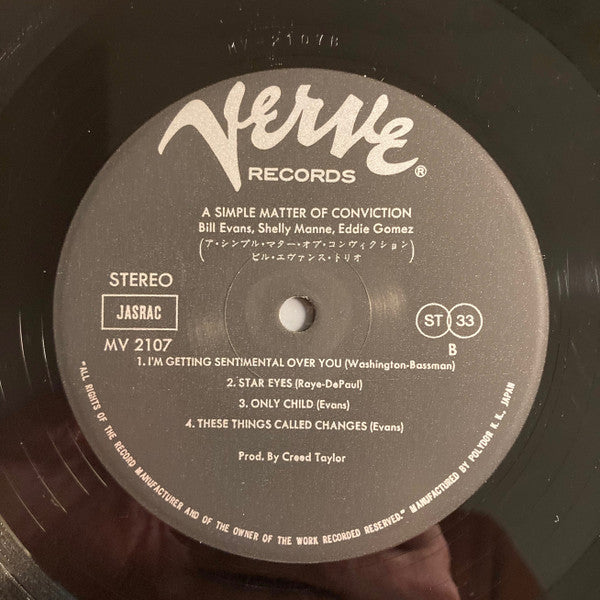 MV 2107B
Verve
RECORDS®
A SIMPLE MATTER OF CONVICTION
Bill Evans, Shelly Manne, Eddie Gomez
(ア・シンプル・マター・オブ・コンヴィクション
ビル・エヴァンス・トリオ)
STEREO
JASRAC
MV 2107
ST 33
B
1. I'M GETTING SENTIMENTAL OVER YOU (Washington-Bassman)
2. STAR EYES (Raye-DePaul)
3. ONLY CHILD (Evans)
4. THESE THINGS CALLED CHANGES (Evans)
Prod. By Creed Taylor
"ALL RIGHTS OF THE RECORD MANUFACTURER AND OF THE OWNER OF THE WORK RECORDED RESERVED." MANUFACTURED BY POLYDOR K. K., JAPAN